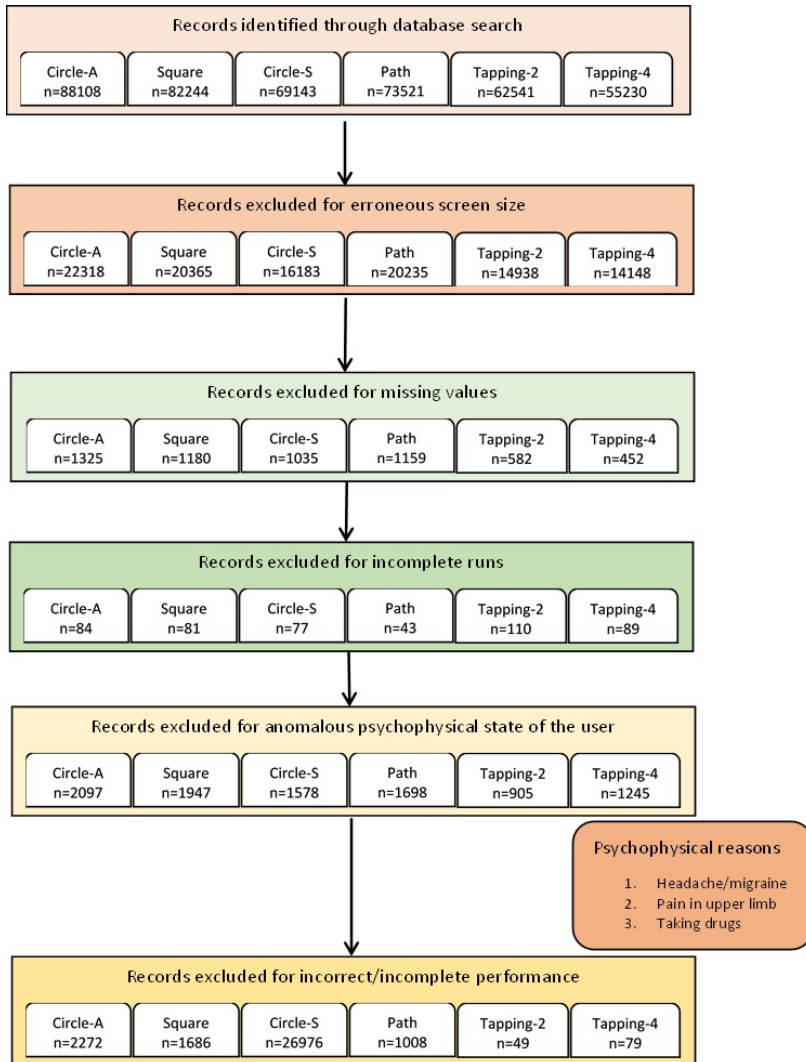 Records identified through database search
Circle-A Square Circle-S Path Tapping-2 Tapping-4
n=88108 n=82244 n=69143 n=73521 n=62541 n=55230
Records excluded for erroneous screen size
Circle-A Square Circle-S Path Tapping-2 Tapping-4
n=22318 n=20365 n=16183 n=20235 n=14938 n=14148
Records excluded for missing values
Circle-A Square Circle-S Path Tapping-2 Tapping-4
n=1325 n=1180 n=1035 n=1159 n=582 n=452
Records excluded for incomplete runs
Circle-A Square Circle-S Path Tapping-2 Tapping-4
n=84 n=81 n=77 n=43 n=110 n=89
Records excluded for anomalous psychophysical state of the user
Circle-A Square Circle-S Path Tapping-2 Tapping-4
n=2097 n=1947 n=1578 n=1698 n=905 n=1245
Psychophysical reasons
1. Headache/migraine
2. Pain in upper limb
3. Taking drugs
Records excluded for incorrect/incomplete performance
Circle-A Square Circle-S Path Tapping-2 Tapping-4
n=2272 n=1686 n=26976 n=1008 n=49 n=79